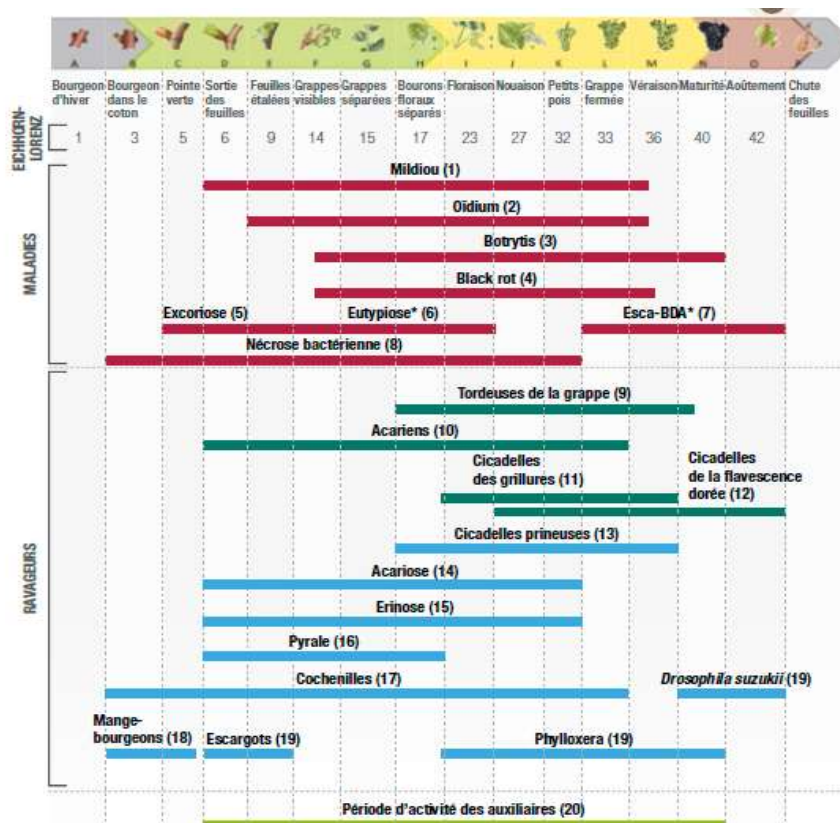 A B C D E F G H I J K L M N O P
Bourgeon d'hiver
Bourgeon dans le coton
Pointe verte
Sortie des feuilles
Feuilles étalées
Grappes visibles
Grappes séparées
Bourons floraux séparés
Floraison
Nouaison
Petits pois
Grappe fermée
Véraison
Maturité
Aoûtement
Chute des feuilles
EICHHORN-
LORENZ
1 3 5 6 9 14 15 17 23 27 32 33 36 40 42
MALADIES
Mildiou (1)
Oïdium (2)
Botrytis (3)
Black rot (4)
Excoriose (5) Eutypiose* (6) Esca-BDA* (7)
Nécrose bactérienne (8)
RAVAGEURS
Tordeuses de la grappe (9)
Acariens (10)
Cicadelles
des grillures (11)
Cicadelles
de la flavescence
dorée (12)
Cicadelles prineuses (13)
Acariose (14)
Erinose (15)
Pyrale (16)
Cochenilles (17)
Drosophila suzukii (19)
Mange-
bourgeons (18)
Escargots (19)
Phylloxera (19)
Période d'activité des auxiliaires (20)